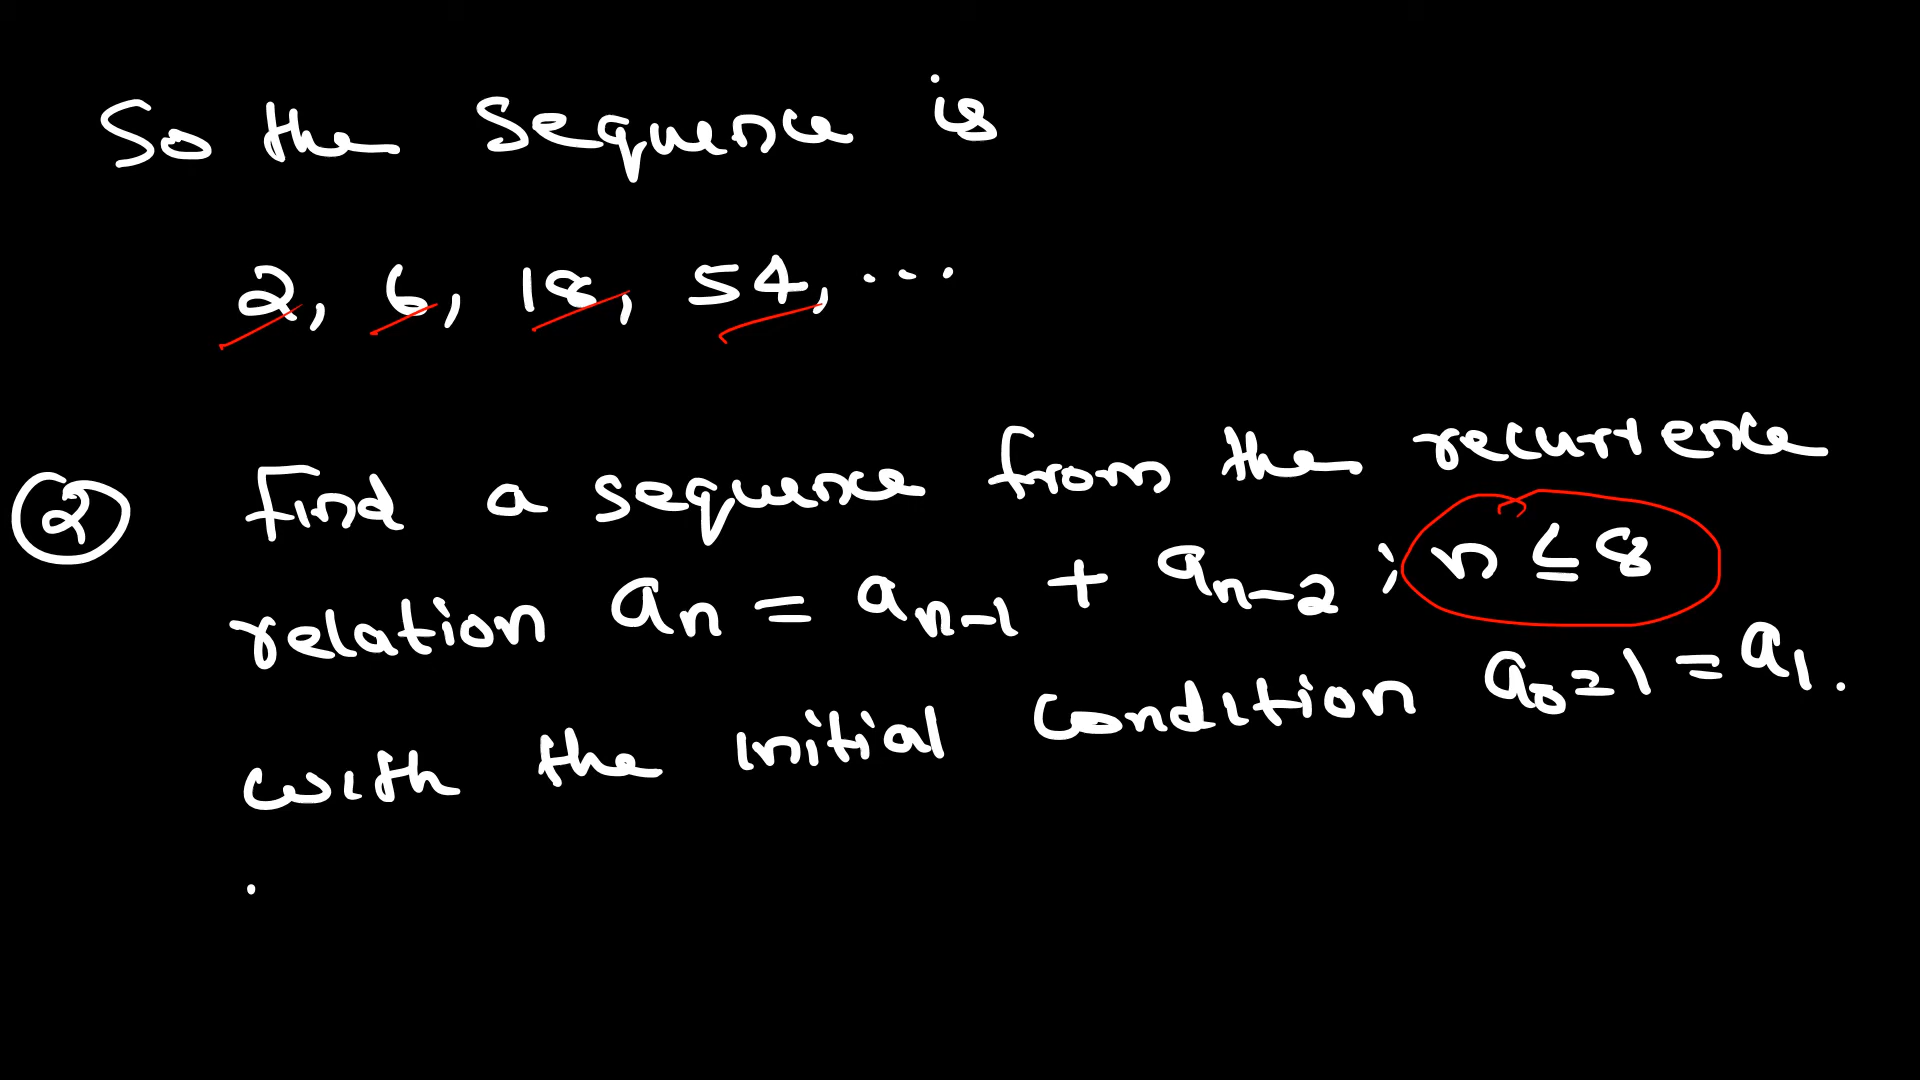 So the sequence is
2, 6, 18, 54, ...
② Find a sequence from the recurrence
relation aₙ = aₙ₋₁ + aₙ₋₂ ; n ≤ 8
with the initial condition a₀ = 1 = a₁.